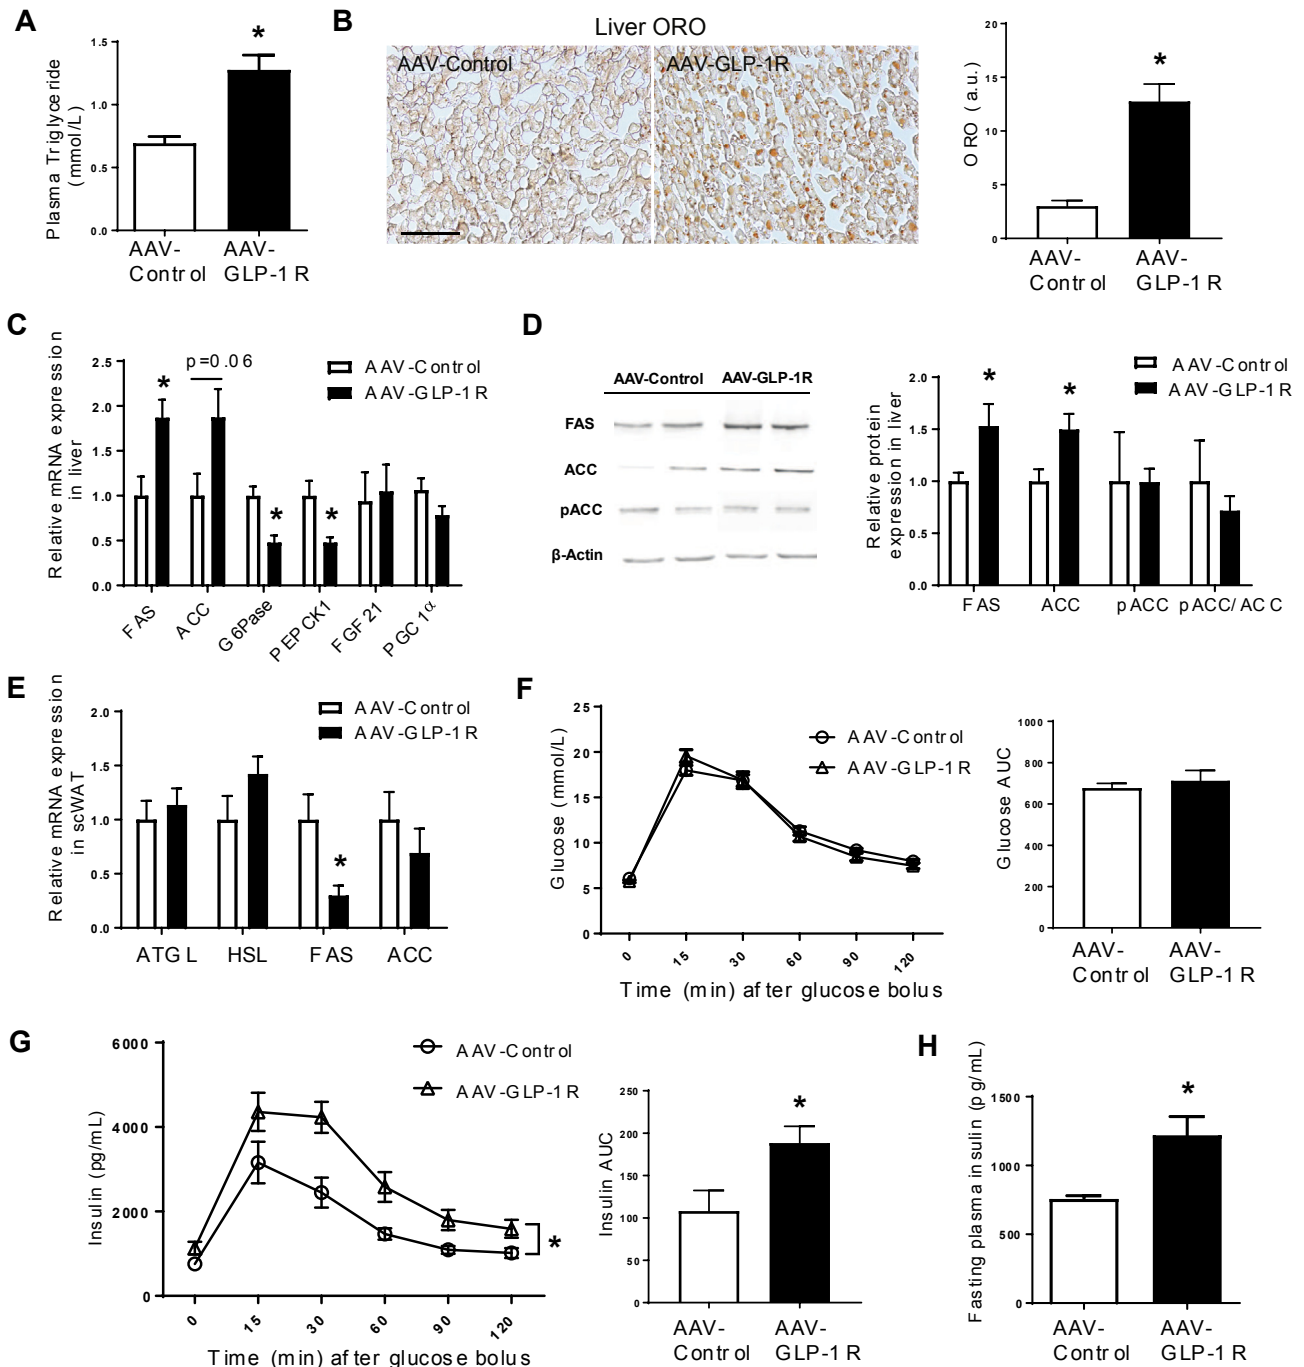 A
Plasma Triglyceride
(mmol/L)
1.5
1.0
0.5
0.0
*
AAV-
Control
AAV-
GLP-1R
B
Liver ORO
AAV-Control
AAV-GLP-1R
ORO (a.u.)
20
15
10
5
0
*
AAV-
Control
AAV-
GLP-1R
C
Relative mRNA expression
in liver
2.5
2.0
1.5
1.0
0.5
0.0
p=0.06
*
*
*
AAV-Control
AAV-GLP-1R
FAS
ACC
G6Pase
PEPCK1
FGF21
PGC1α
D
AAV-Control
AAV-GLP-1R
FAS
ACC
pACC
β-Actin
Relative protein
expression in liver
2.0
1.5
1.0
0.5
0.0
*
*
AAV-Control
AAV-GLP-1R
FAS
ACC
pACC
pACC/ACC
E
Relative mRNA expression
in scWAT
2.0
1.5
1.0
0.5
0.0
*
AAV-Control
AAV-GLP-1R
ATGL
HSL
FAS
ACC
F
Glucose (mmol/L)
25
20
15
10
5
0
AAV-Control
AAV-GLP-1R
0
15
30
60
90
120
Time (min) after glucose bolus
Glucose AUC
1000
800
600
400
200
0
AAV-
Control
AAV-
GLP-1R
G
Insulin (pg/mL)
6000
4000
2000
0
AAV-Control
AAV-GLP-1R
*
0
15
30
60
90
120
Time (min) after glucose bolus
Insulin AUC
250
200
150
100
50
0
*
AAV-
Control
AAV-
GLP-1R
H
Fasting plasma insulin (pg/mL)
1500
1000
500
0
*
AAV-
Control
AAV-
GLP-1R